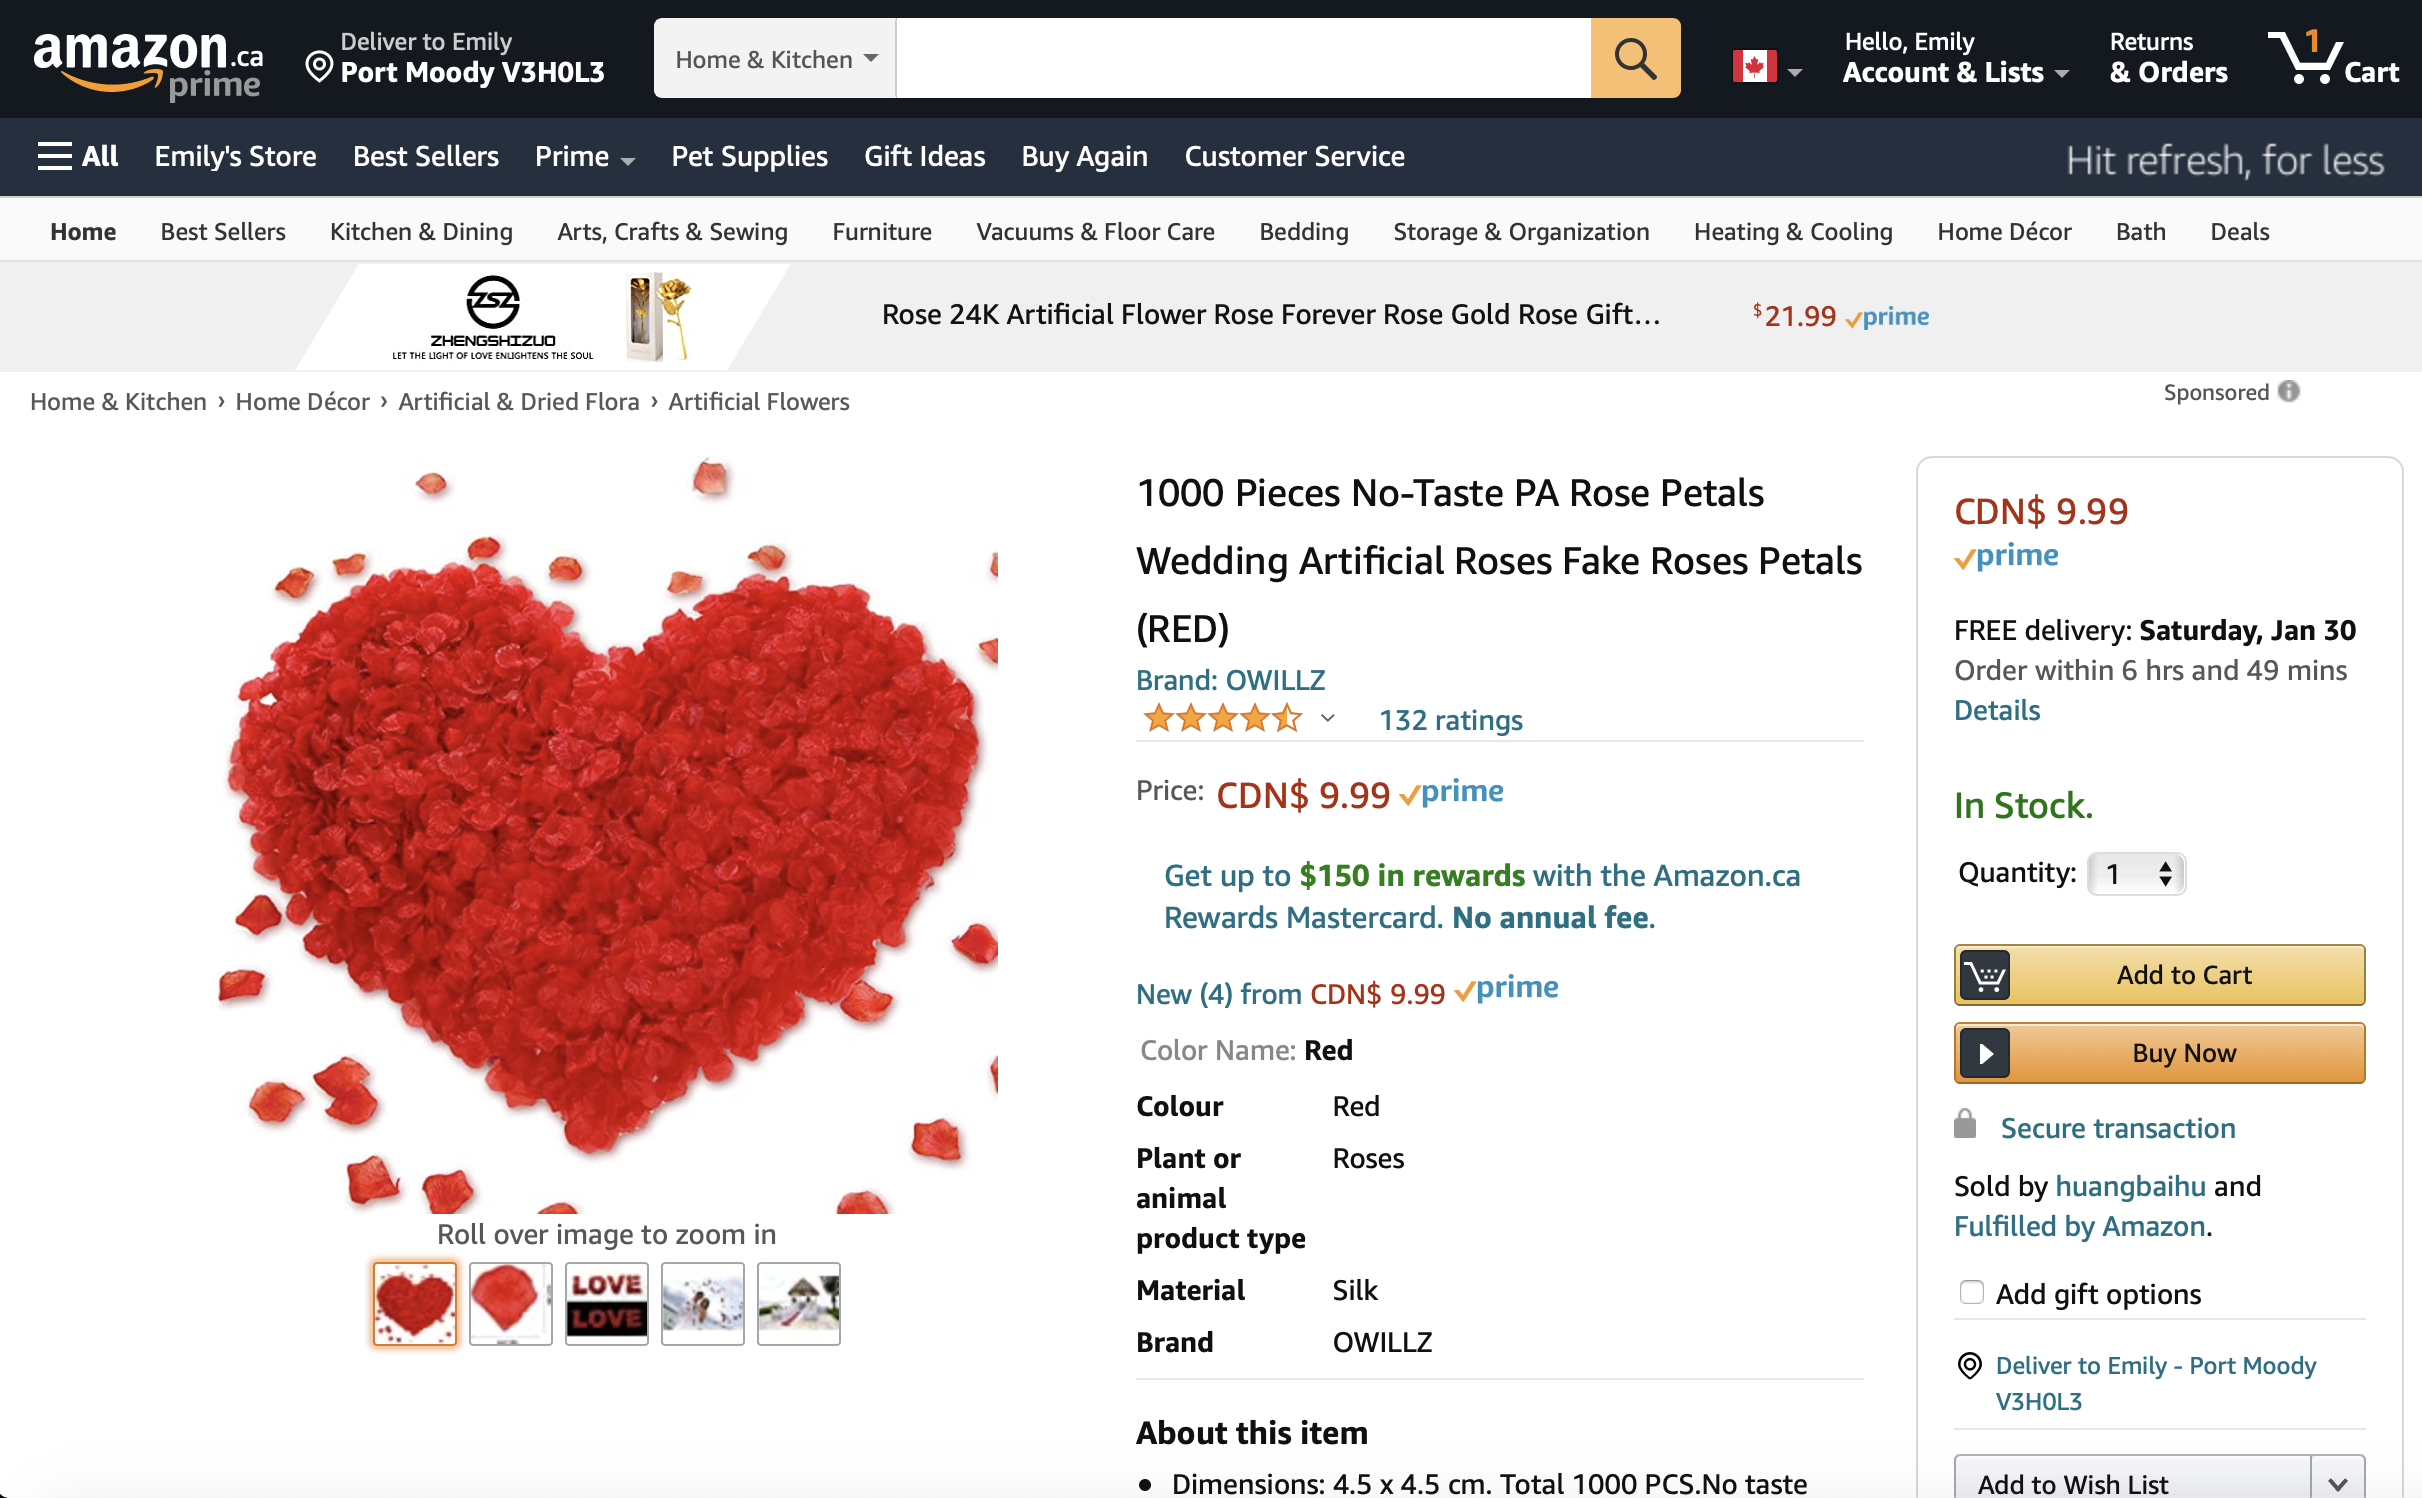 amazon.ca
prime
Deliver to Emily
Port Moody V3H0L3
Home & Kitchen
Hello, Emily
Account & Lists
Returns
& Orders
1
Cart
All
Emily's Store
Best Sellers
Prime
Pet Supplies
Gift Ideas
Buy Again
Customer Service
Hit refresh, for less
Home
Best Sellers
Kitchen & Dining
Arts, Crafts & Sewing
Furniture
Vacuums & Floor Care
Bedding
Storage & Organization
Heating & Cooling
Home Décor
Bath
Deals
ZSZ
ZHENGSHIZUO
LET THE LIGHT OF LOVE ENLIGHTENS THE SOUL
Rose 24K Artificial Flower Rose Forever Rose Gold Rose Gift…
$21.99 prime
Sponsored
Home & Kitchen › Home Décor › Artificial & Dried Flora › Artificial Flowers
Roll over image to zoom in
LOVE
LOVE
1000 Pieces No-Taste PA Rose Petals
Wedding Artificial Roses Fake Roses Petals
(RED)
Brand: OWILLZ
132 ratings
Price: CDN$ 9.99 prime
Get up to $150 in rewards with the Amazon.ca
Rewards Mastercard. No annual fee.
New (4) from CDN$ 9.99 prime
Color Name: Red
Colour Red
Plant or Roses
animal
product type
Material Silk
Brand OWILLZ
About this item
• Dimensions: 4.5 x 4.5 cm. Total 1000 PCS.No taste
CDN$ 9.99
prime
FREE delivery: Saturday, Jan 30
Order within 6 hrs and 49 mins
Details
In Stock.
Quantity: 1
Add to Cart
Buy Now
Secure transaction
Sold by huangbaihu and
Fulfilled by Amazon.
Add gift options
Deliver to Emily - Port Moody
V3H0L3
Add to Wish List